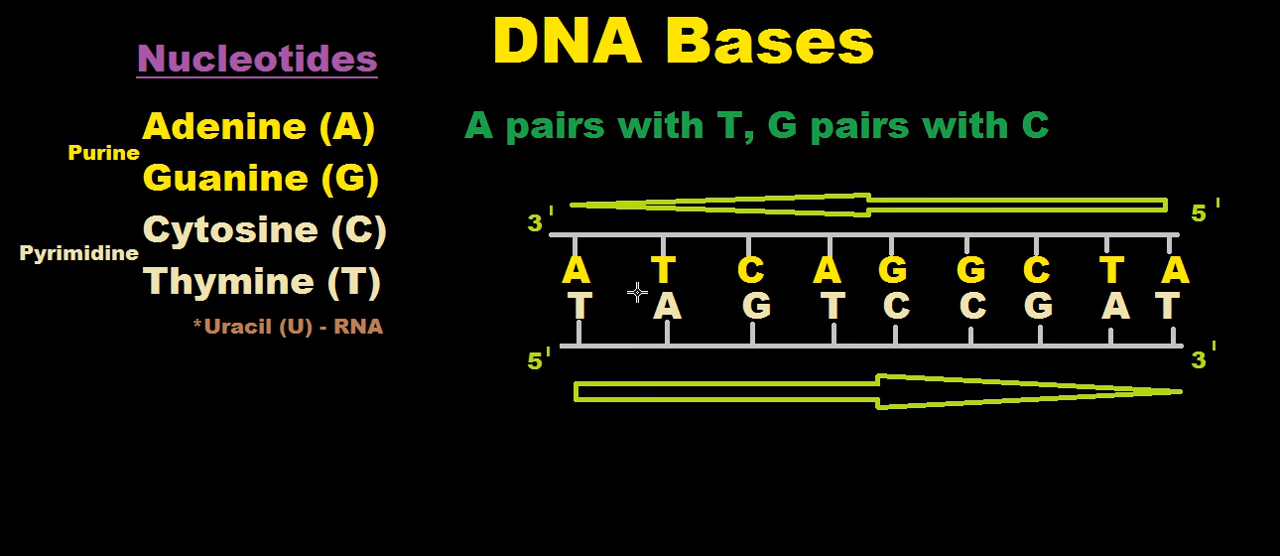 DNA Bases
Nucleotides
Adenine (A)
Purine
Guanine (G)
Cytosine (C)
Pyrimidine
Thymine (T)
*Uracil (U) - RNA
A pairs with T, G pairs with C
3' 5'
A T C A G G C T A
T A G T C C G A T
5' 3'